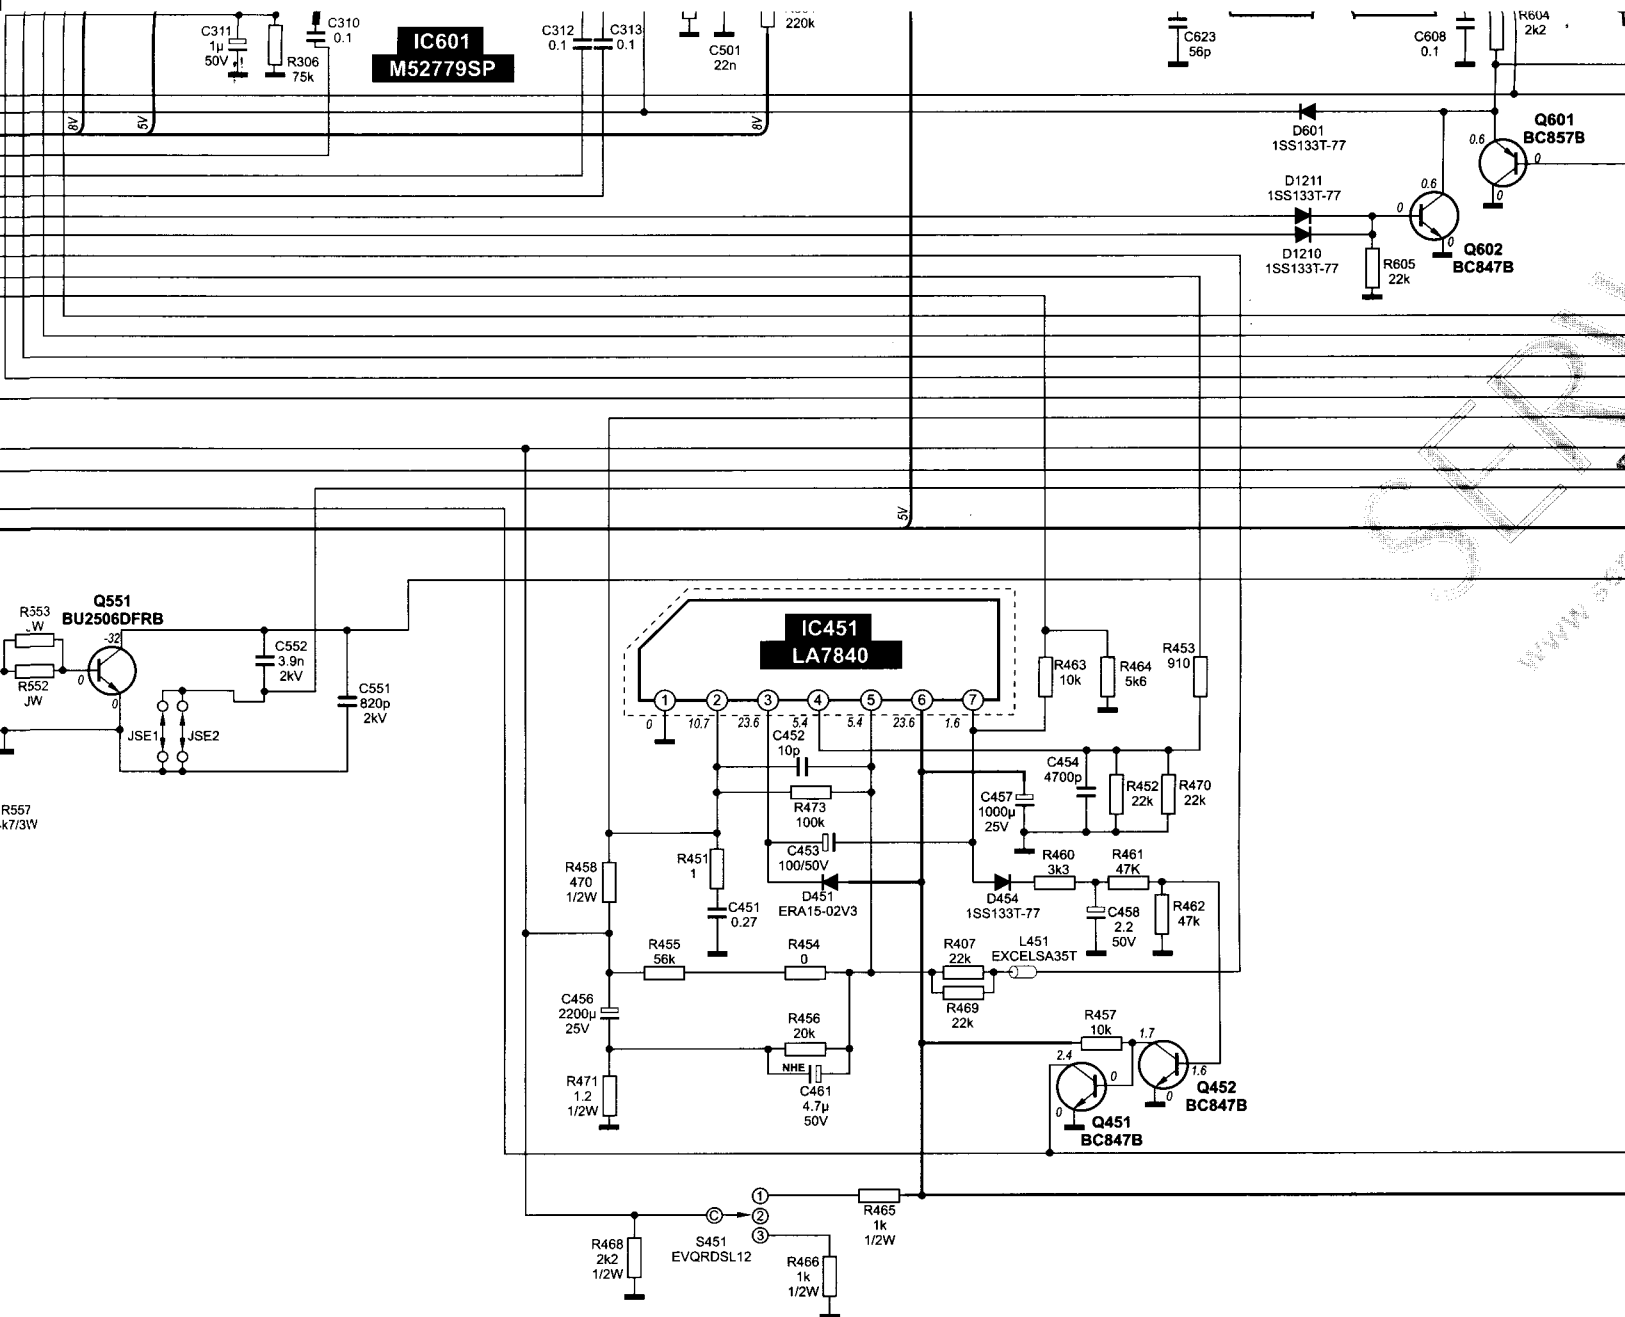 C311
1µ
50V
R306
75k
C310
0.1
IC601
M52779SP
C312
0.1
C313
0.1
C501
22n
220k
C623
56p
C608
0.1
R604
2k2
8V
5V
8V
D601
1SS133T-77
Q601
BC857B
0.6
0
0
D1211
1SS133T-77
0.6
0
0
D1210
1SS133T-77
R605
22k
Q602
BC847B
5V
Q551
BU2506DFRB
R553
R552
JW
-32
0
0
C552
3.9n
2kV
C551
820p
2kV
JSE1
JSE2
R557
k7/3W
IC451
LA7840
1
2
3
4
5
6
7
0
10.7
23.6
5.4
5.4
23.6
1.6
R463
10k
R464
5k6
R453
910
C452
10p
R473
100k
C457
1000µ
25V
C454
4700p
R452
22k
R470
22k
C453
100/50V
D451
ERA15-02V3
R451
1
C451
0.27
R458
470
1/2W
R460
3k3
R461
47K
D454
1SS133T-77
C458
2.2
50V
R462
47k
R455
56k
R454
0
R407
22k
R469
22k
L451
EXCELSA35T
C456
2200µ
25V
R456
20k
NHE
C461
4.7µ
50V
R471
1.2
1/2W
R457
10k
1.7
2.4
0
0
1.6
0
Q452
BC847B
Q451
BC847B
1
C
2
3
S451
EVQRDSL12
R465
1k
1/2W
R468
2k2
1/2W
R466
1k
1/2W